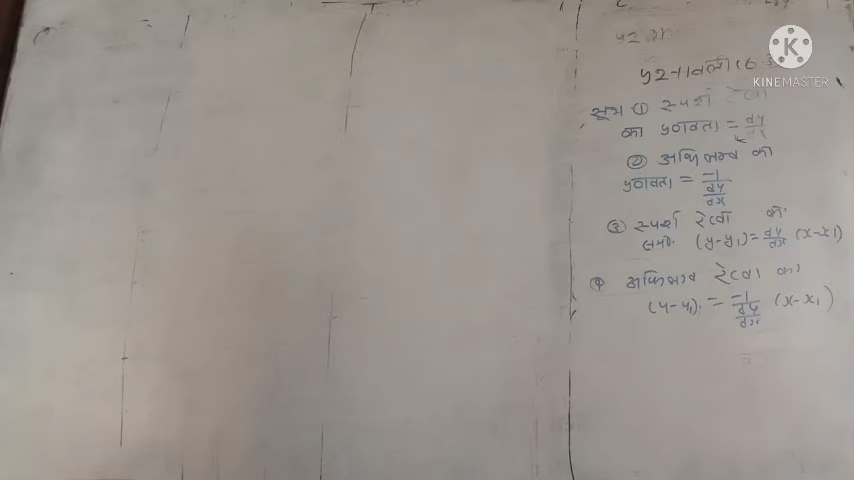 KINEMASTER
प्रश्नावली 6.3
सूत्र ① स्पर्श रेखा
का प्रवणता = dy/dx
② अभिलम्ब का
प्रवणता = -1/(dy/dx)
③ स्पर्श रेखा का
समी. (y-y₁) = dy/dx (x-x₁)
④ अभिलम्ब रेखा का
(y-y₁) = -1/(dy/dx) (x-x₁)